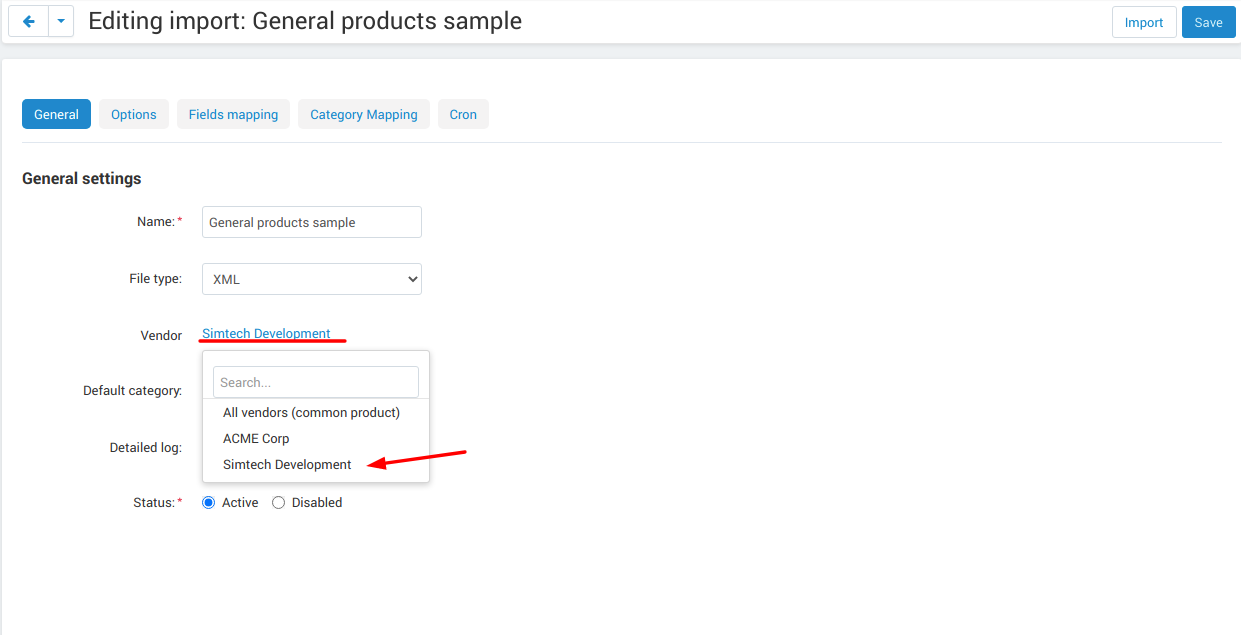 Editing import: General products sample
Import
Save
General
Options
Fields mapping
Category Mapping
Cron
General settings
Name:*
General products sample
File type:
XML
Vendor
Simtech Development
Search...
All vendors (common product)
ACME Corp
Simtech Development
Default category:
Detailed log:
Status:*
Active
Disabled